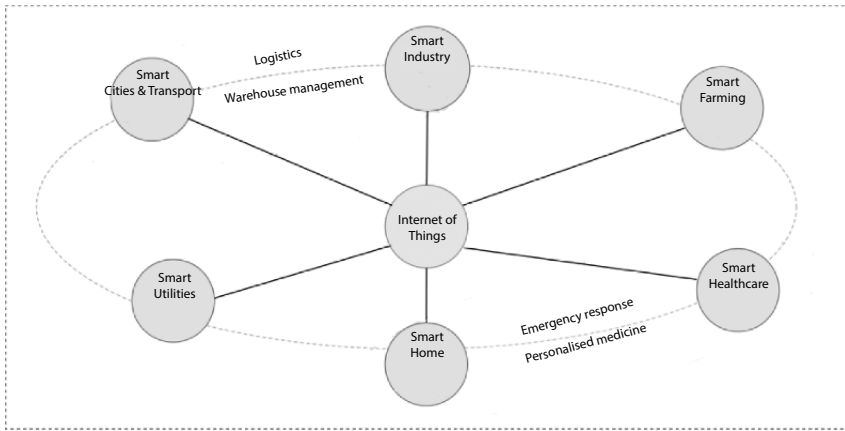 Smart
Industry
Logistics
Smart
Cities & Transport
Warehouse management
Smart
Farming
Internet of
Things
Smart
Utilities
Smart
Healthcare
Emergency response
Smart
Home
Personalised medicine